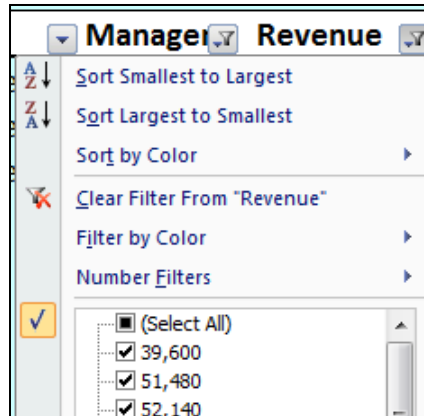 Manager Revenue
Sort Smallest to Largest
Sort Largest to Smallest
Sort by Color
Clear Filter From "Revenue"
Filter by Color
Number Filters
(Select All)
39,600
51,480
52,140